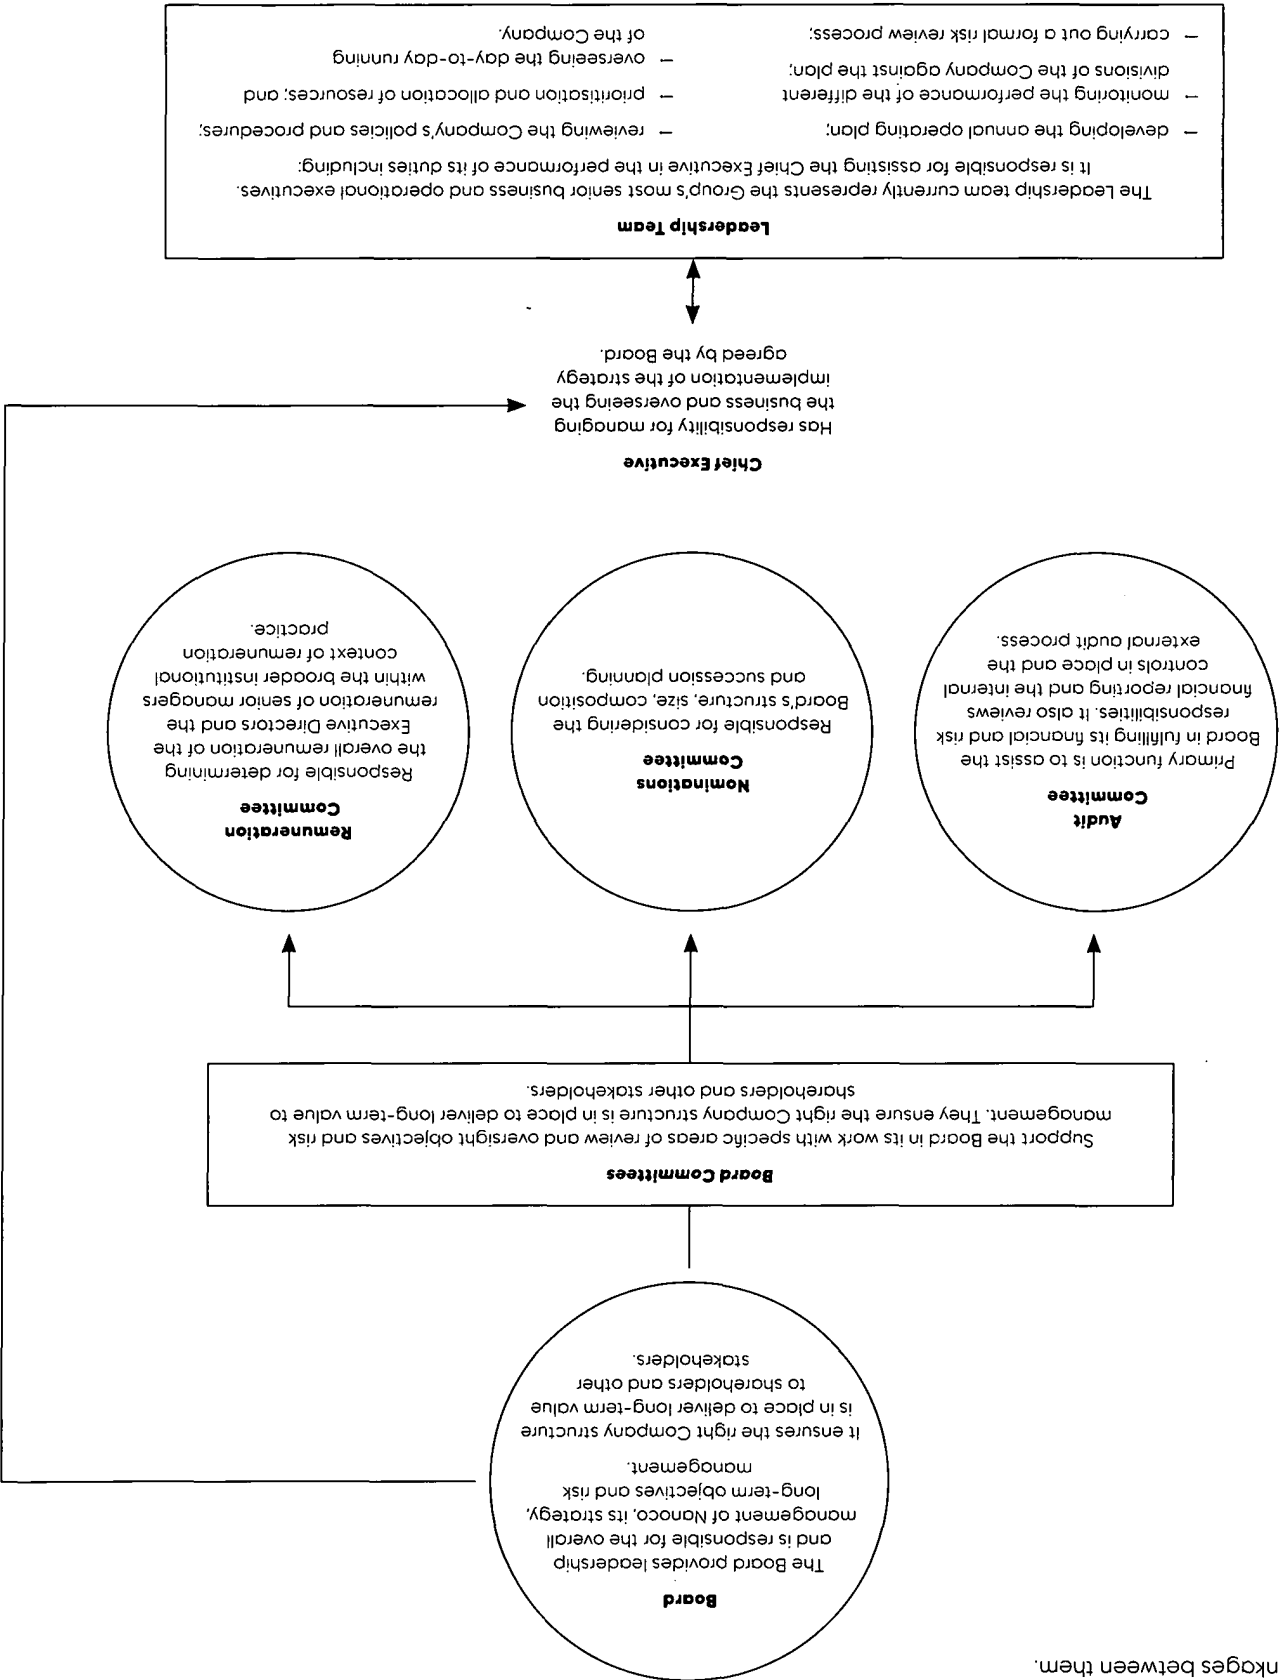 nkages between them.
Board
The Board provides leadership
and is responsible for the overall
management of Nanoco, its strategy,
long-term objectives and risk
management.
It ensures the right Company structure
is in place to deliver long-term value
to shareholders and other
stakeholders.
Board Committees
Support the Board in its work with specific areas of review and oversight objectives and risk
management. They ensure the right Company structure is in place to deliver long-term value to
shareholders and other stakeholders.
Audit
Committee
Primary function is to assist the
Board in fulfilling its financial and risk
responsibilities. It also reviews
financial reporting and the internal
controls in place and the
external audit process.
Nominations
Committee
Responsible for considering the
Board's structure, size, composition
and succession planning.
Remuneration
Committee
Responsible for determining
the overall remuneration of the
Executive Directors and the
remuneration of senior managers
within the broader institutional
context of remuneration
practice.
Chief Executive
Has responsibility for managing
the business and overseeing the
implementation of the strategy
agreed by the Board.
Leadership Team
The Leadership team currently represents the Group's most senior business and operational executives.
It is responsible for assisting the Chief Executive in the performance of its duties including:
– developing the annual operating plan;
– monitoring the performance of the different
divisions of the Company against the plan;
– carrying out a formal risk review process;
– reviewing the Company's policies and procedures;
– prioritisation and allocation of resources; and
– overseeing the day-to-day running
of the Company.